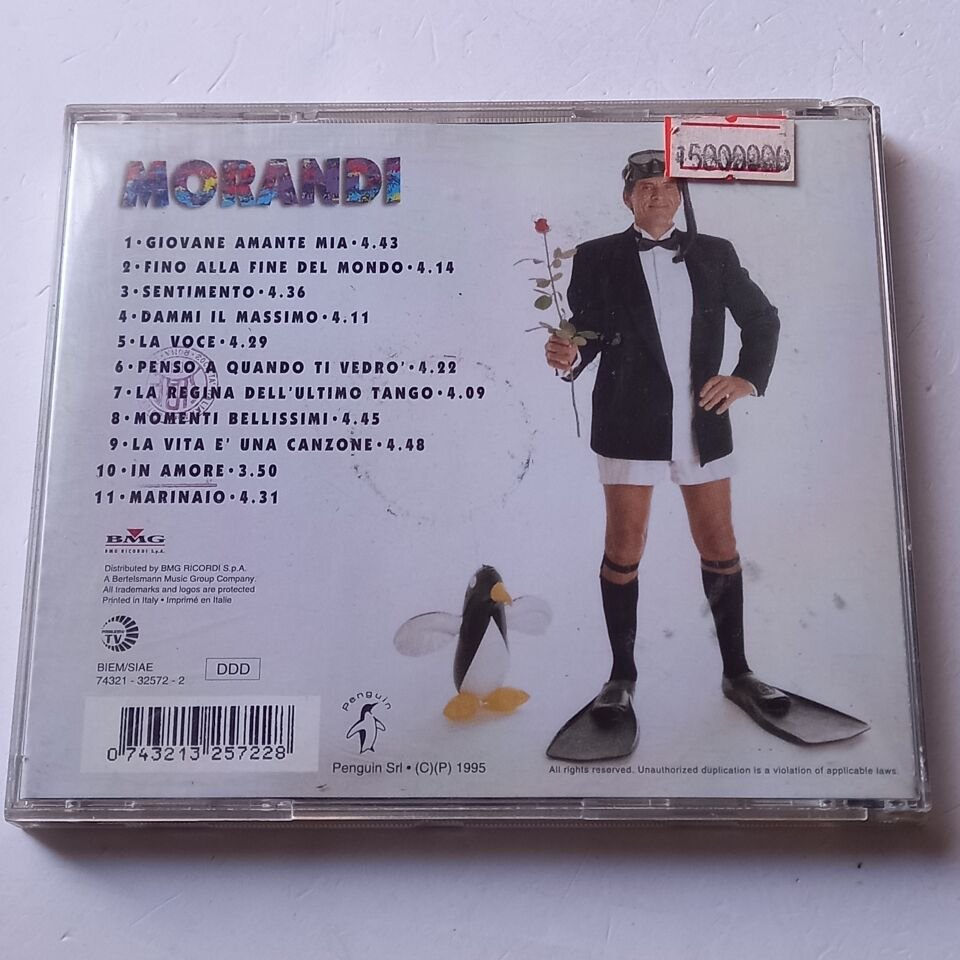 MORANDI
1•GIOVANE AMANTE MIA•4.43
2•FINO ALLA FINE DEL MONDO•4.14
3•SENTIMENTO•4.36
4•DAMMI IL MASSIMO•4.11
5•LA VOCE•4.29
6•PENSO A QUANDO TI VEDRO'•4.22
7•LA REGINA DELL'ULTIMO TANGO•4.09
8•MOMENTI BELLISSIMI•4.45
9•LA VITA E' UNA CANZONE•4.48
10•IN AMORE•3.50
11•MARINAIO•4.31
BMG
BMG RICORDI S.p.A.
Distributed by BMG RICORDI S.p.A.
A Bertelsmann Music Group Company.
All trademarks and logos are protected
Printed in Italy • Imprimé en Italie
TV
BIEM/SIAE
74321 - 32572 - 2
DDD
0 743213 257228
Penguin
Penguin Srl • (C)(P) 1995
All rights reserved. Unauthorized duplication is a violation of applicable laws.